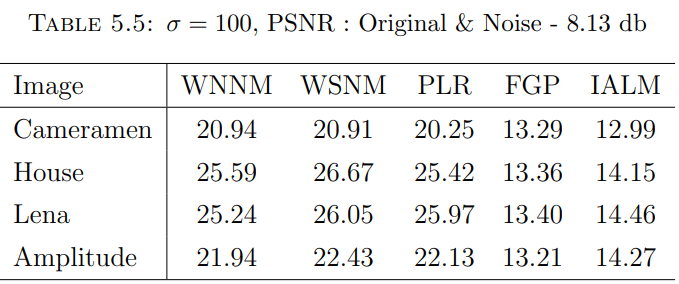 TABLE 5.5: σ = 100, PSNR : Original & Noise - 8.13 db
Image WNNM WSNM PLR FGP IALM
Cameramen 20.94 20.91 20.25 13.29 12.99
House 25.59 26.67 25.42 13.36 14.15
Lena 25.24 26.05 25.97 13.40 14.46
Amplitude 21.94 22.43 22.13 13.21 14.27